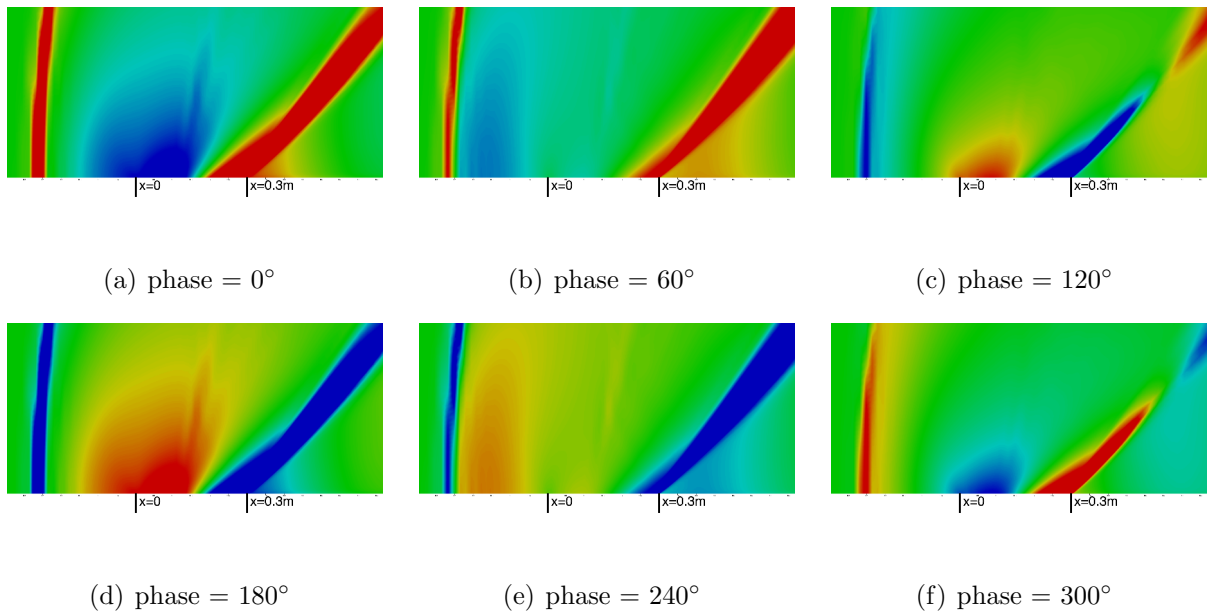 x=0 x=0.3m x=0 x=0.3m x=0 x=0.3m
(a) phase = 0° (b) phase = 60° (c) phase = 120°
x=0 x=0.3m x=0 x=0.3m x=0 x=0.3m
(d) phase = 180° (e) phase = 240° (f) phase = 300°